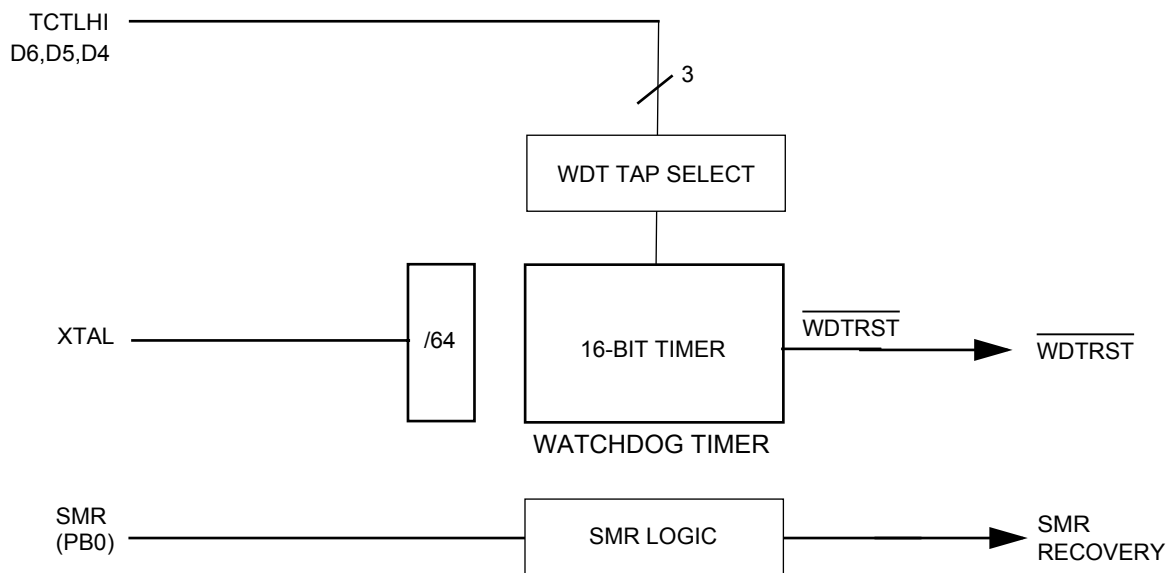 TCTLHI
D6,D5,D4
3
WDT TAP SELECT
XTAL
/64
16-BIT TIMER
WDTRST
WDTRST
WATCHDOG TIMER
SMR
(PB0)
SMR LOGIC
SMR
RECOVERY